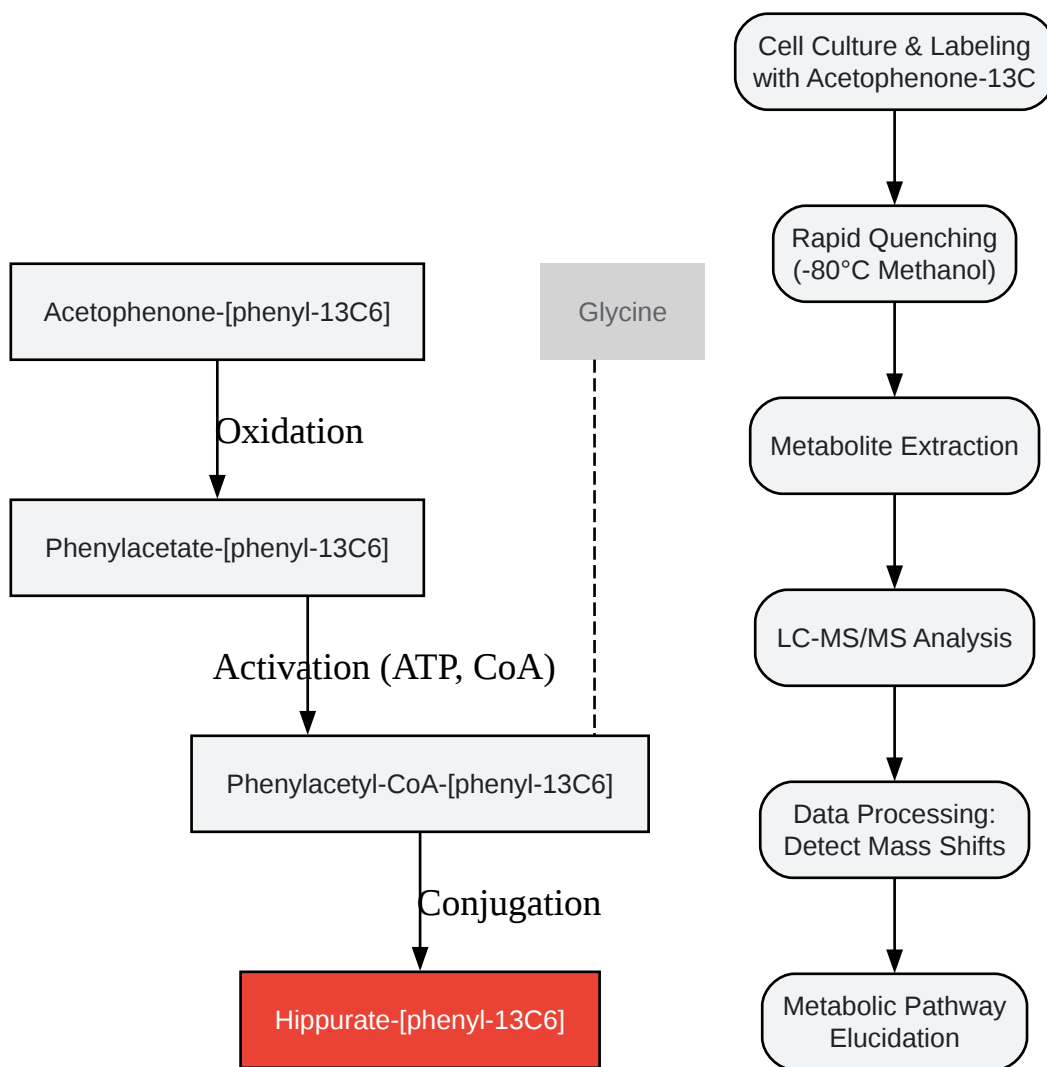 Acetophenone-[phenyl-13C6]
Glycine
Oxidation
Phenylacetate-[phenyl-13C6]
Activation (ATP, CoA)
Phenylacetyl-CoA-[phenyl-13C6]
Conjugation
Hippurate-[phenyl-13C6]
Cell Culture & Labeling
with Acetophenone-13C
Rapid Quenching
(-80°C Methanol)
Metabolite Extraction
LC-MS/MS Analysis
Data Processing:
Detect Mass Shifts
Metabolic Pathway
Elucidation